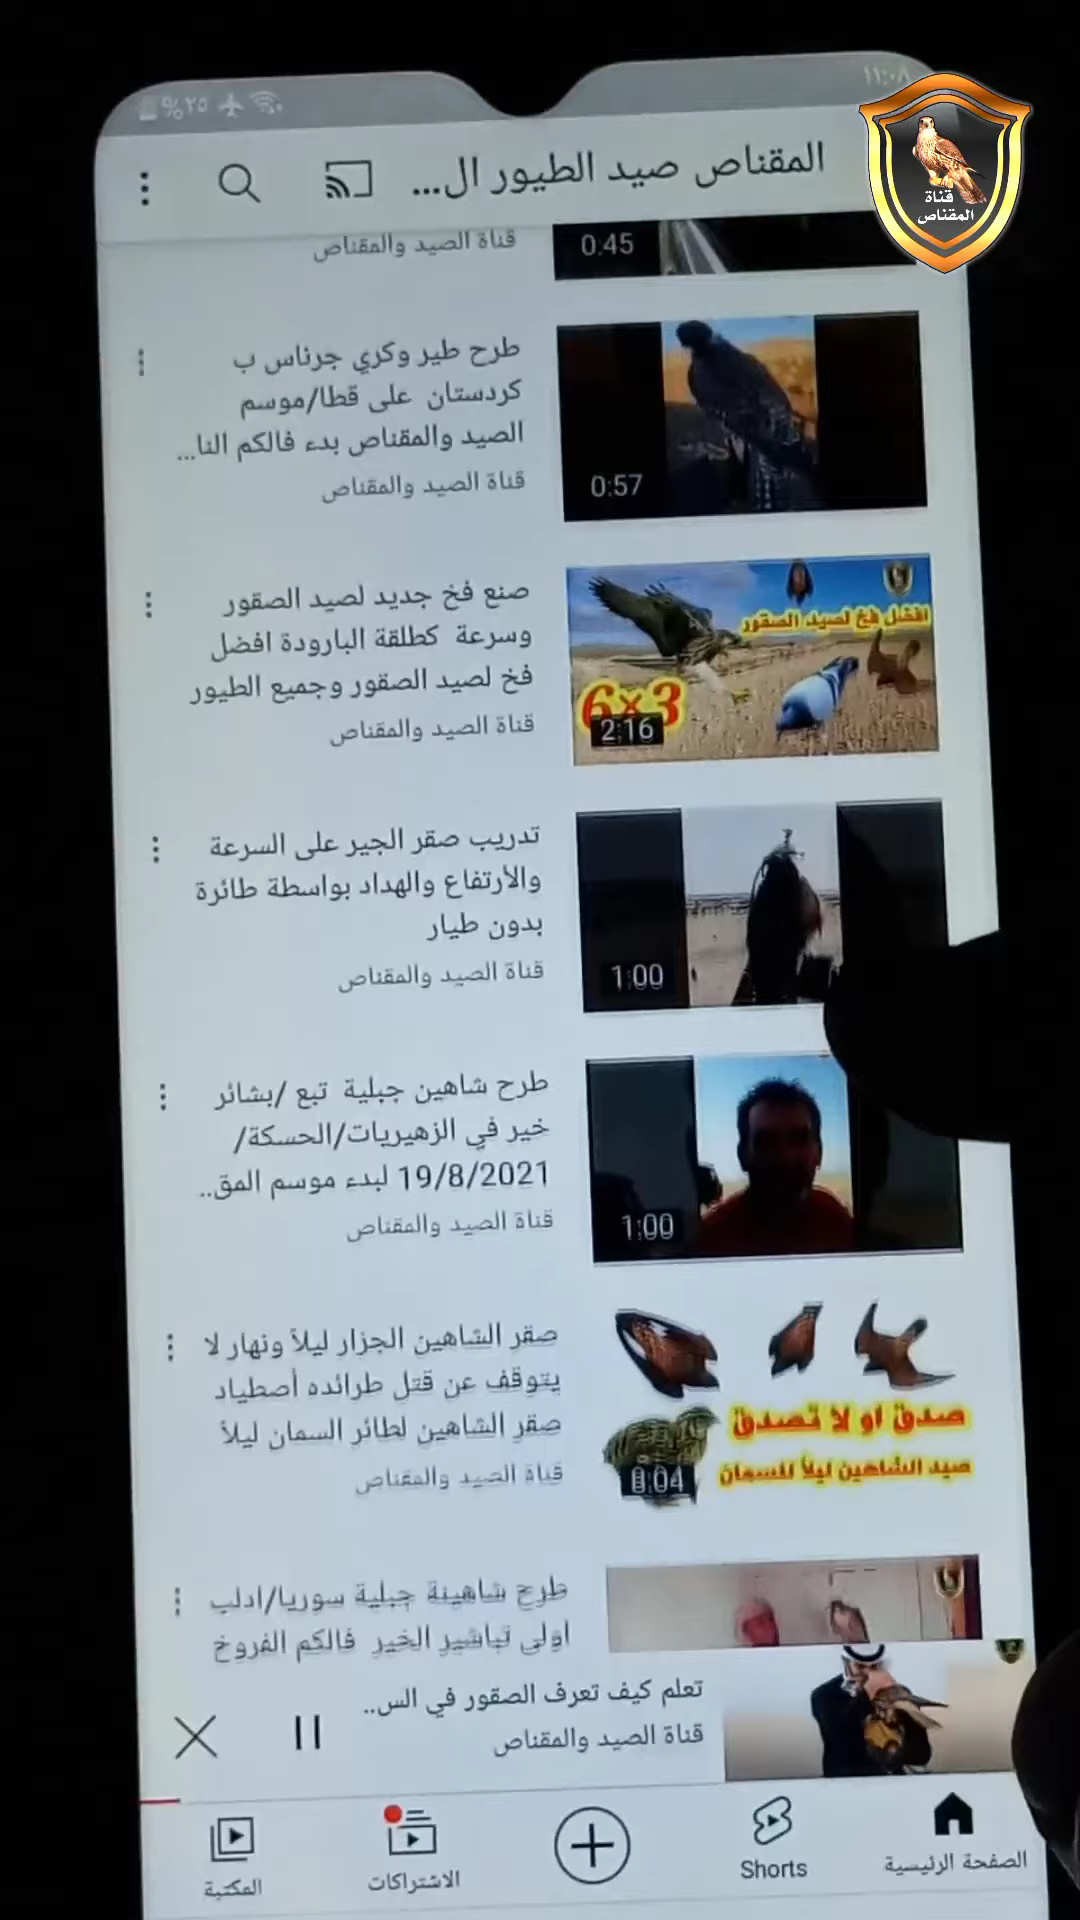 ١١:٠٨
%٢٥
قناة
المقناص
المقناص صيد الطيور ال...
0:45
قناة الصيد والمقناص
0:57
طرح طير وكري جرناس ب
كردستان على قطا/موسم
الصيد والمقناص بدء فالكم النا...
قناة الصيد والمقناص
افضل فخ لصيد الصقور
6×3
2:16
صنع فخ جديد لصيد الصقور
وسرعة كطلقة البارودة افضل
فخ لصيد الصقور وجميع الطيور
قناة الصيد والمقناص
1:00
تدريب صقر الجير على السرعة
والأرتفاع والهداد بواسطة طائرة
بدون طيار
قناة الصيد والمقناص
1:00
طرح شاهين جبلية تبع /بشائر
خير في الزهيريات/الحسكة/
19/8/2021 لبدء موسم المق..
قناة الصيد والمقناص
صدق او لا تصدق
صيد الشاهين ليلاً للسمان
8:04
صقر الشاهين الجزار ليلاً ونهار لا
يتوقف عن قتل طرائده أصطياد
صقر الشاهين لطائر السمان ليلاً
قناة الصيد والمقناص
طرح شاهينة جبلية سوريا/ادلب
اولى تباشير الخير فالكم الفروخ
تعلم كيف تعرف الصقور في الس..
قناة الصيد والمقناص
الصفحة الرئيسية
Shorts
الاشتراكات
المكتبة